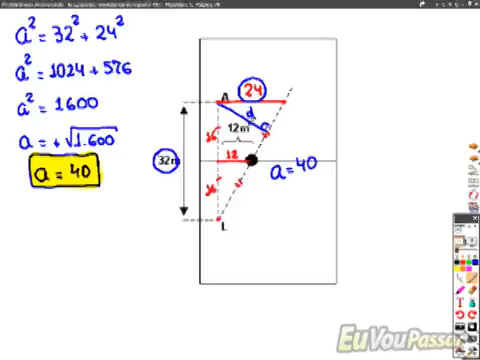 a² = 32² + 24²
a² = 1024 + 576
a² = 1600
a = + √1.600
a = 40
24
A
d
16
12m
12
32m
a = 40
16
L
EuVouPassar